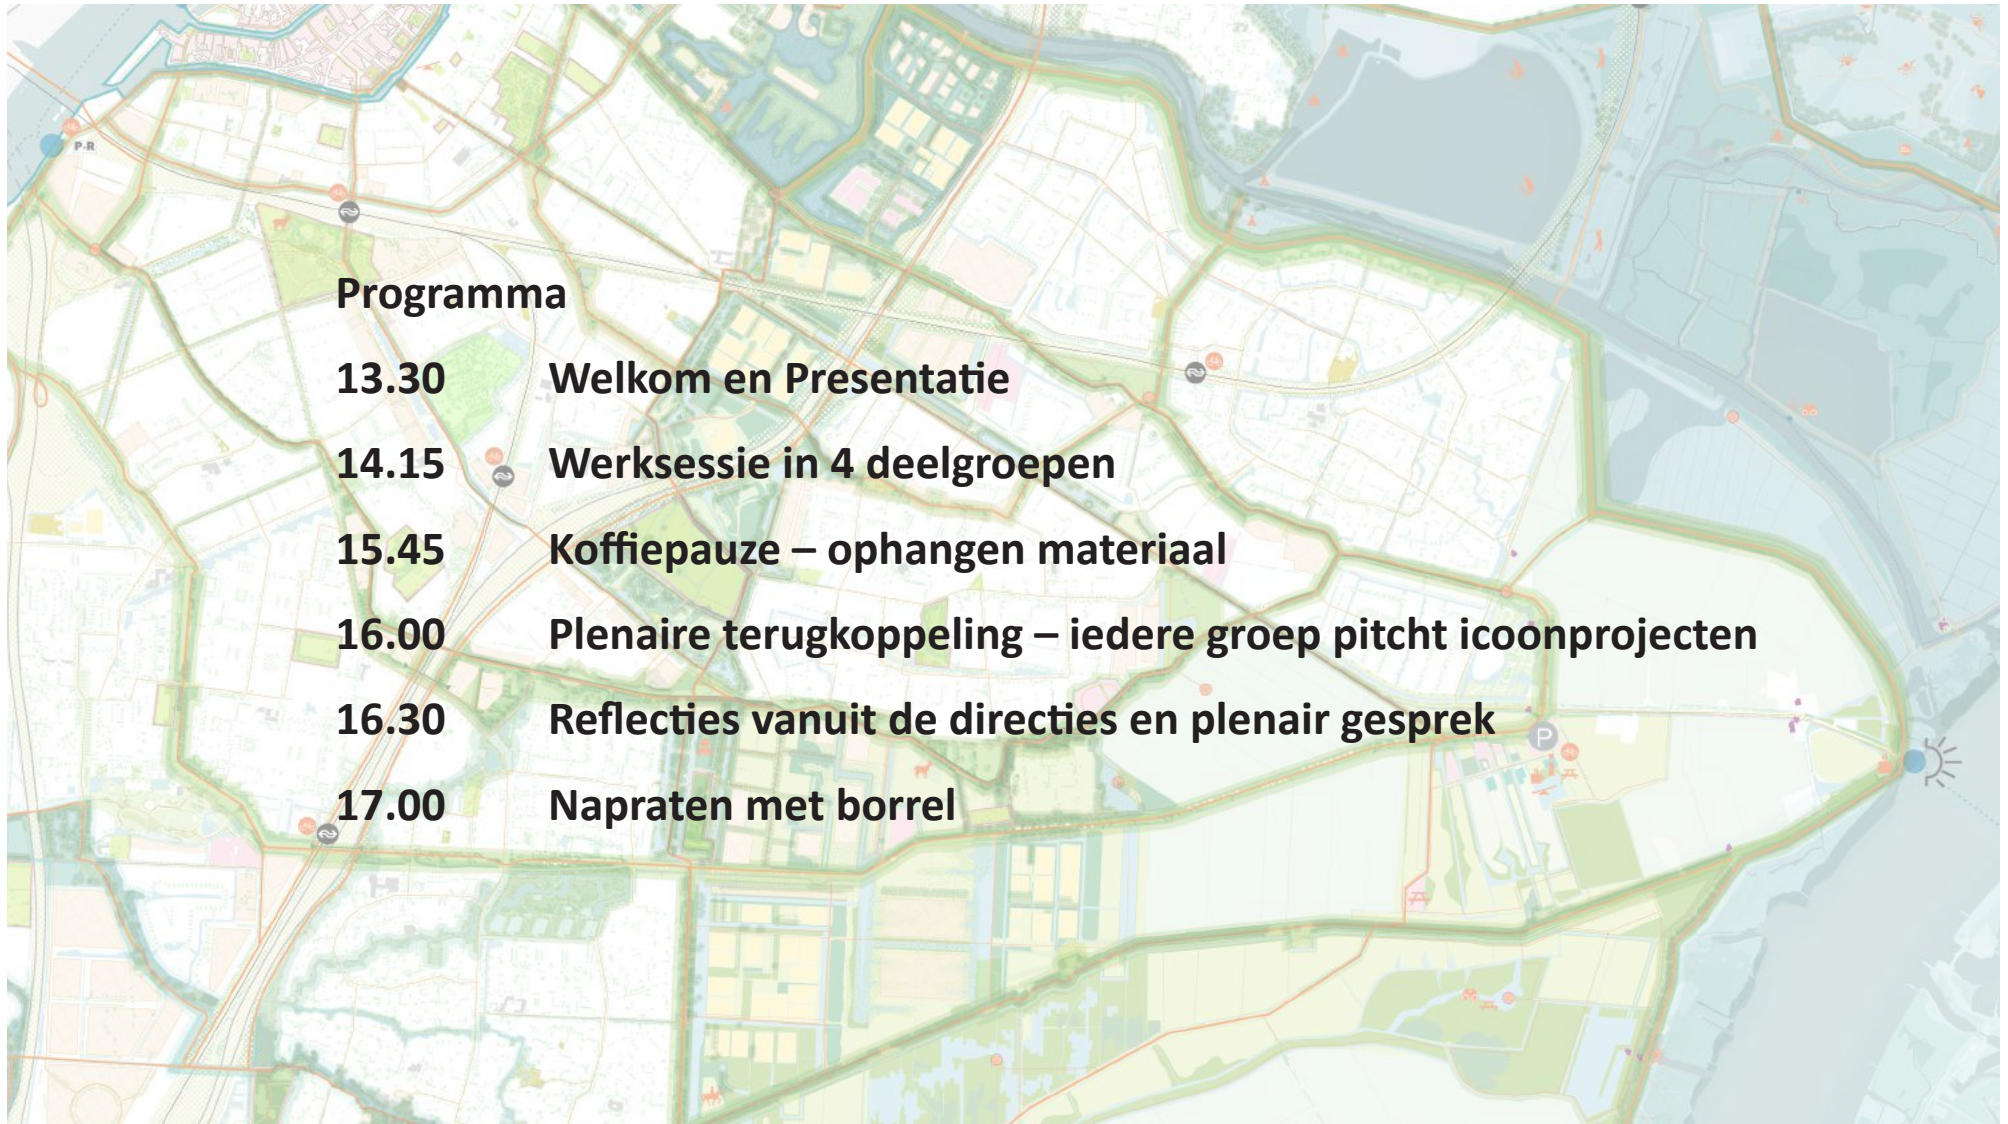 P-R
Programma
13.30 Welkom en Presentatie
14.15 Werksessie in 4 deelgroepen
15.45 Koffiepauze – ophangen materiaal
16.00 Plenaire terugkoppeling – iedere groep pitcht icoonprojecten
16.30 Reflecties vanuit de directies en plenair gesprek
P
17.00 Napraten met borrel